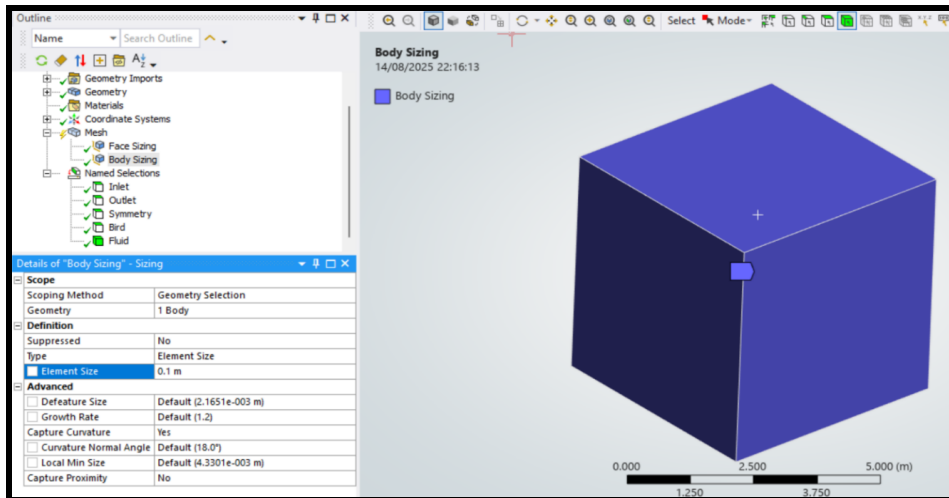 Outline
Name
Search Outline
Geometry Imports
Geometry
Materials
Coordinate Systems
Mesh
Face Sizing
Body Sizing
Named Selections
Inlet
Outlet
Symmetry
Bird
Fluid
Details of "Body Sizing" - Sizing
Scope
Scoping Method Geometry Selection
Geometry 1 Body
Definition
Suppressed No
Type Element Size
Element Size 0.1 m
Advanced
Defeature Size Default (2.1651e-003 m)
Growth Rate Default (1.2)
Capture Curvature Yes
Curvature Normal Angle Default (18.0°)
Local Min Size Default (4.3301e-003 m)
Capture Proximity No
Select Mode
Body Sizing
14/08/2025 22:16:13
Body Sizing
0.000 2.500 5.000 (m)
1.250 3.750